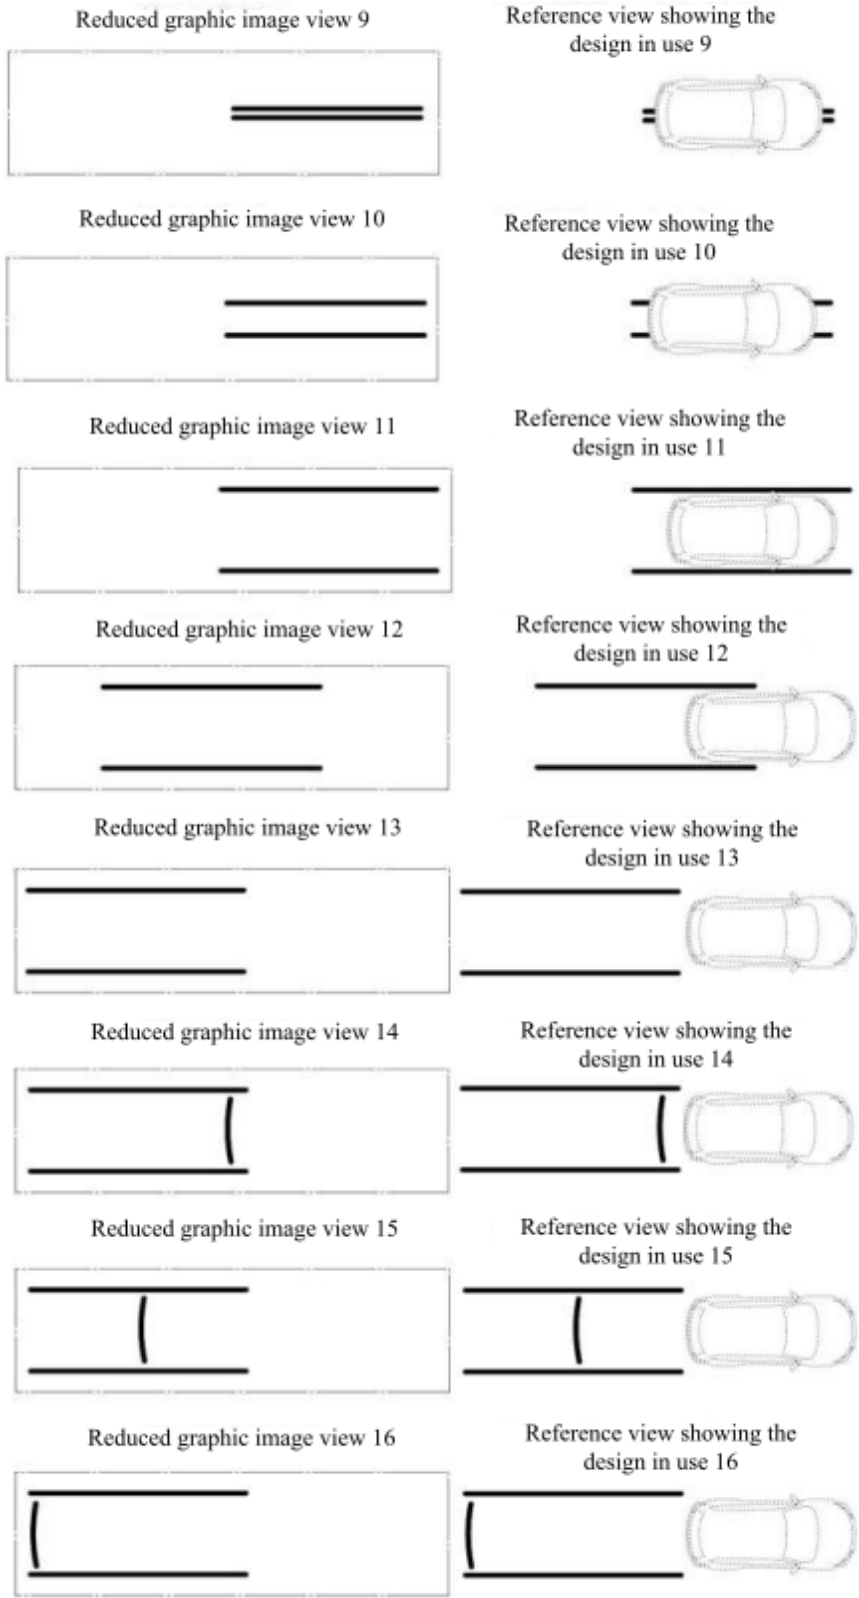 Reduced graphic image view 9
Reference view showing the
design in use 9
Reduced graphic image view 10
Reference view showing the
design in use 10
Reduced graphic image view 11
Reference view showing the
design in use 11
Reduced graphic image view 12
Reference view showing the
design in use 12
Reduced graphic image view 13
Reference view showing the
design in use 13
Reduced graphic image view 14
Reference view showing the
design in use 14
Reduced graphic image view 15
Reference view showing the
design in use 15
Reduced graphic image view 16
Reference view showing the
design in use 16